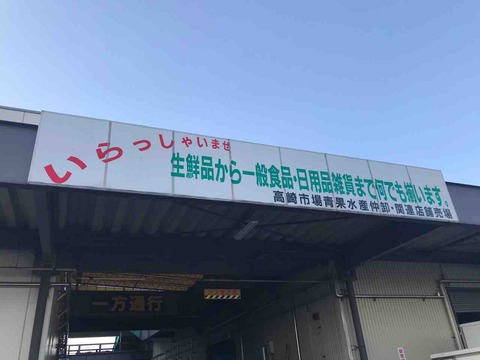 いらっしゃいませ
生鮮品から一般食品・日用品雑貨まで何でも揃います。
高崎市場青果水産仲卸・関連店舗売場
一方通行